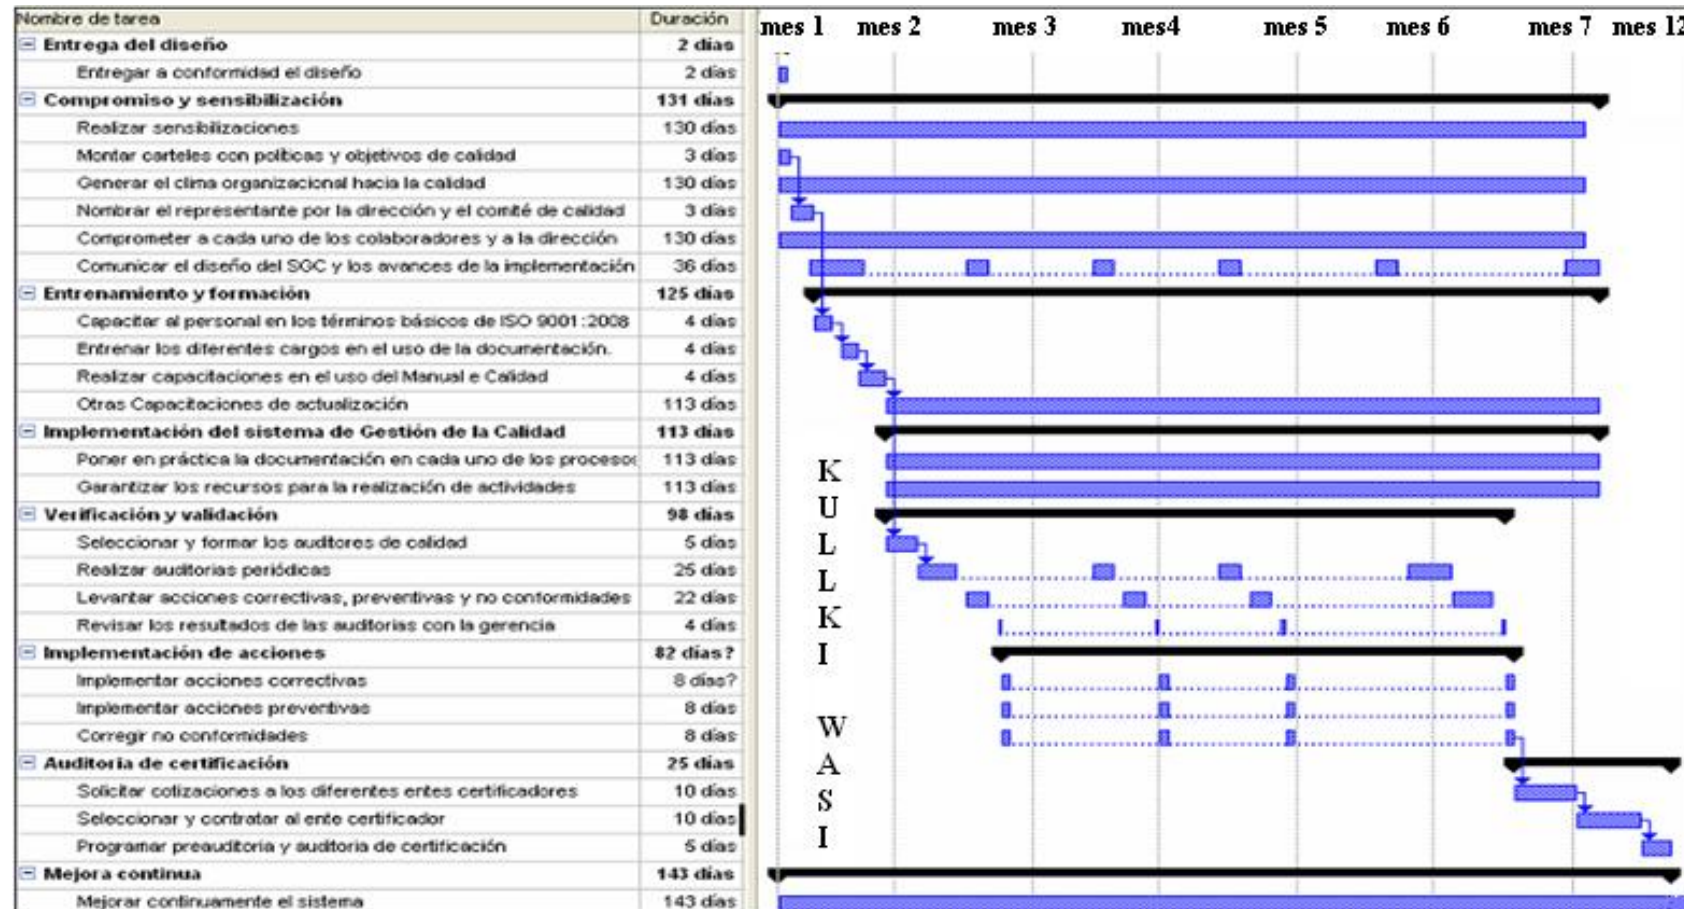 Nombre de tarea Duración mes 1 mes 2 mes 3 mes4 mes 5 mes 6 mes 7 mes 12
Entrega del diseño 2 días
Entregar a conformidad el diseño 2 días
Compromiso y sensibilización 131 días
Realizar sensibilizaciones 130 días
Montar carteles con políticas y objetivos de calidad 3 días
Generar el clima organizacional hacia la calidad 130 días
Nombrar el representante por la dirección y el comité de calidad 3 días
Comprometer a cada uno de los colaboradores y a la dirección 130 días
Comunicar el diseño del SGC y los avances de la implementación 36 días
Entrenamiento y formación 125 días
Capacitar al personal en los términos básicos de ISO 9001:2008 4 días
Entrenar los diferentes cargos en el uso de la documentación. 4 días
Realizar capacitaciones en el uso del Manual e Calidad 4 días
Otras Capacitaciones de actualización 113 días
Implementación del sistema de Gestión de la Calidad 113 días
Poner en práctica la documentación en cada uno de los procesos 113 días
Garantizar los recursos para la realización de actividades 113 días
Verificación y validación 98 días
Seleccionar y formar los auditores de calidad 5 días
Realizar auditorias periódicas 25 días
Levantar acciones correctivas, preventivas y no conformidades 22 días
Revisar los resultados de las auditorias con la gerencia 4 días
Implementación de acciones 82 días?
Implementar acciones correctivas 8 días?
Implementar acciones preventivas 8 días
Corregir no conformidades 8 días
Auditoria de certificación 25 días
Solicitar cotizaciones a los diferentes entes certificadores 10 días
Seleccionar y contratar al ente certificador 10 días
Programar preauditoria y auditoria de certificación 5 días
Mejora continua 143 días
Mejorar continuamente el sistema 143 días
KULLKI WASI